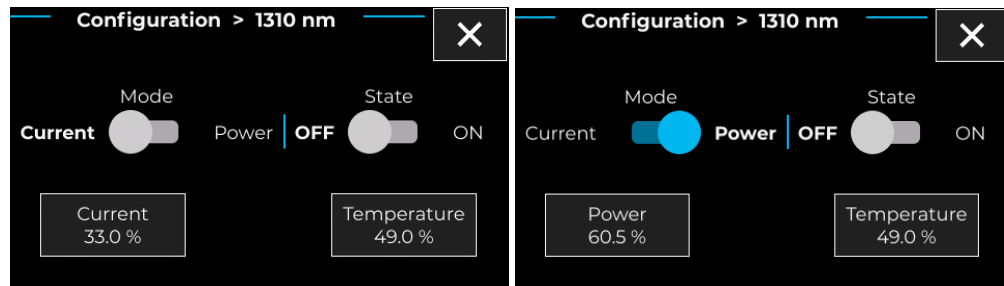 Configuration > 1310 nm
Mode
State
Current
Power
OFF
ON
Current
33.0 %
Temperature
49.0 %
Configuration > 1310 nm
Mode
State
Current
Power
OFF
ON
Power
60.5 %
Temperature
49.0 %